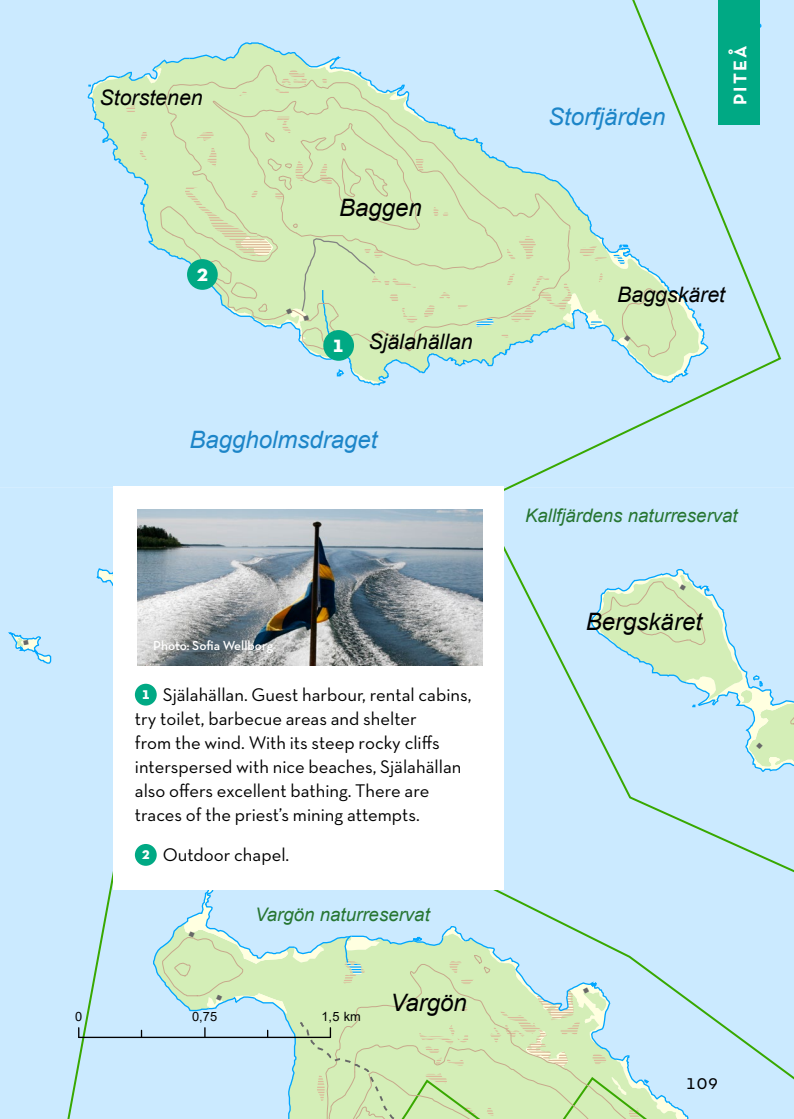 PITEÅ
Storstenen
Storfjärden
Baggen
2
Baggskäret
1
Själahällan
Baggholmsdraget
Kallfjärdens naturreservat
Bergskäret
Photo: Sofia Wellborg.
1 Själahällan. Guest harbour, rental cabins,
try toilet, barbecue areas and shelter
from the wind. With its steep rocky cliffs
interspersed with nice beaches, Själahällan
also offers excellent bathing. There are
traces of the priest’s mining attempts.
2 Outdoor chapel.
Vargön naturreservat
Vargön
0 0,75 1,5 km
109